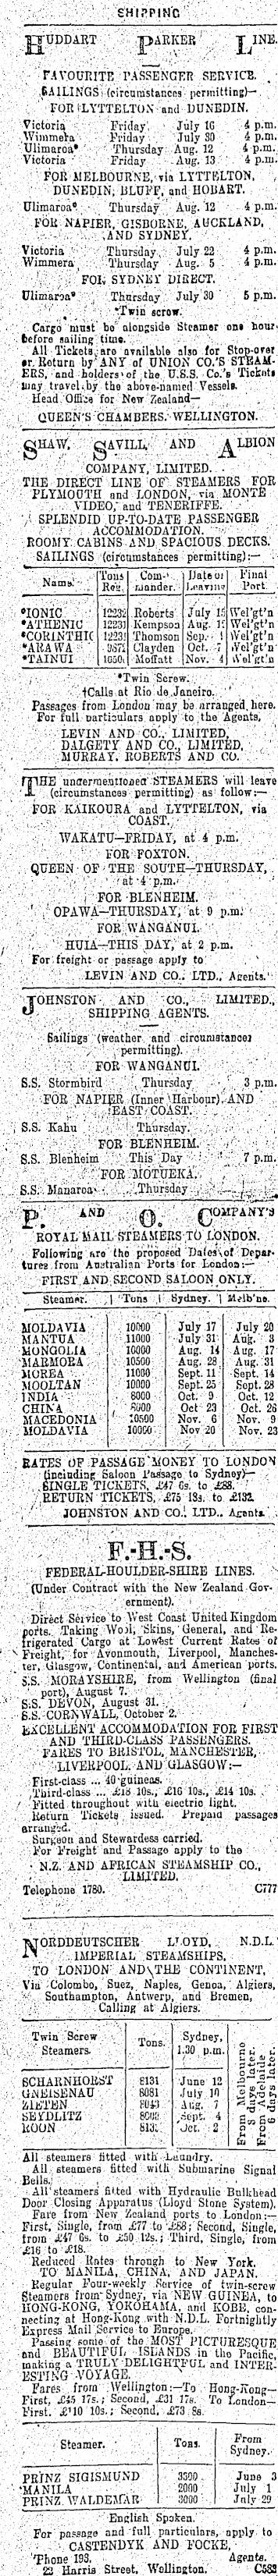 SHIPPING
HUDDART PARKER LINE.
FAVOURITE PASSENGER SERVICE.
SAILINGS (circumstances permitting)—
FOR LYTTELTON and DUNEDIN.
Victoria Friday July 16 4 p.m.
Wimmera Friday July 30 4 p.m.
Ulimaroa* Thursday Aug. 12 4 p.m.
Victoria Friday Aug. 13 4 p.m.
FOR MELBOURNE, via LYTTELTON,
DUNEDIN, BLUFF, and HOBART.
Ulimaroa* Thursday Aug. 12 4 p.m.
FOR NAPIER, GISBORNE, AUCKLAND,
AND SYDNEY.
Victoria Thursday July 22 4 p.m.
Wimmera Thursday Aug. 5 4 p.m.
FOR SYDNEY DIRECT.
Ulimaroa* Thursday July 30 5 p.m.
*Twin screw.
Cargo must be alongside Steamer one hour
before sailing time.
All Tickets are available also for Stop-over
or Return by ANY of UNION CO.'S STEAM-
ERS, and holders of the U.S.S. Co.'s Tickets
may travel by the above-named Vessels.
Head Office for New Zealand—
QUEEN'S CHAMBERS, WELLINGTON.
SHAW, SAVILL, AND ALBION
COMPANY, LIMITED.
THE DIRECT LINE OF STEAMERS FOR
PLYMOUTH and LONDON, via MONTE
VIDEO, and TENERIFFE.
SPLENDID UP-TO-DATE PASSENGER
ACCOMMODATION.
ROOMY CABINS AND SPACIOUS DECKS.
SAILINGS (circumstances permitting):—
Name. Tons Reg. Com-mander. Date of Leaving Final Port.
*IONIC 12232 Roberts July 15 Wel'gt'n
*ATHENIC 12231 Kempson Aug. Wel'gt'n
*CORINTHIC 12231 Thomson Sep. Wel'gt'n
*ARAWA Clayden Oct. 7 Wel'gt'n
*TAINUI Moffatt Nov. 4 Wel'gt'n
*Twin Screw.
†Calls at Rio de Janeiro.
Passages from London may be arranged here.
For full particulars apply to the Agents,
LEVIN AND CO., LIMITED,
DALGETY AND CO., LIMITED,
MURRAY, ROBERTS AND CO.
THE undermentioned STEAMERS will leave
(circumstances permitting) as follow:—
FOR KAIKOURA and LYTTELTON, via
COAST.
WAKATU—FRIDAY, at 4 p.m.
FOR FOXTON.
QUEEN OF THE SOUTH—THURSDAY,
at 4 p.m.
FOR BLENHEIM.
OPAWA—THURSDAY, at 9 p.m.
FOR WANGANUI.
HUIA—THIS DAY, at 2 p.m.
For freight or passage apply to
LEVIN AND CO., LTD., Agents.
JOHNSTON AND CO., LIMITED.,
SHIPPING AGENTS.
Sailings (weather and circumstances
permitting).
FOR WANGANUI.
S.S. Stormbird Thursday 3 p.m.
FOR NAPIER (Inner Harbour) AND
EAST COAST.
S.S. Kahu Thursday.
FOR BLENHEIM.
S.S. Blenheim This Day 7 p.m.
FOR MOTUEKA.
S.S. Manaroa Thursday
P. AND O. COMPANY'S
ROYAL MAIL STEAMERS TO LONDON.
Following are the proposed Dates of Depar-
tures from Australian Ports for London:—
FIRST AND SECOND SALOON ONLY.
Steamer. Tons Sydney. Melb'ne.
MOLDAVIA 10000 July 17 July 20
MANTUA 11000 July 31 Aug. 3
MONGOLIA 10000 Aug. 14 Aug. 17
MARMORA 10500 Aug. 28 Aug. 31
MOREA 11000 Sept. 11 Sept. 14
MOOLTAN 10000 Sept. 25 Sept. 28
INDIA 8000 Oct. 9 Oct. 12
CHINA 8000 Oct 23 Oct. 26
MACEDONIA 10500 Nov. 6 Nov. 9
MOLDAVIA 10000 Nov 20 Nov. 23
RATES OF PASSAGE MONEY TO LONDON
(including Saloon Passage to Sydney)—
SINGLE TICKETS, £47 6s. to £88.
RETURN TICKETS, £75 18s. to £132.
JOHNSTON AND CO. LTD., Agents.
F.-H.-S.
FEDERAL-HOULDER-SHIRE LINES.
(Under Contract with the New Zealand Gov-
ernment).
Direct Service to West Coast United Kingdom
ports. Taking Wool, Skins, General, and Re-
frigerated Cargo at Lowest Current Rates of
Freight, for Avonmouth, Liverpool, Manches-
ter, Glasgow, Continental, and American ports.
S.S. MORAYSHIRE, from Wellington (final
port), August 7.
S.S. DEVON, August 31.
S.S. CORNWALL, October 2.
EXCELLENT ACCOMMODATION FOR FIRST
AND THIRD-CLASS PASSENGERS.
FARES TO BRISTOL, MANCHESTER,
LIVERPOOL AND GLASGOW:—
First-class ... 40 guineas.
Third-class ... £18 10s., £16 10s., £14 10s.
Fitted throughout with electric light.
Return Tickets issued. Prepaid passages
arranged.
Surgeon and Stewardess carried.
For Freight and Passage apply to the
N.Z. AND AFRICAN STEAMSHIP CO.,
LIMITED.
Telephone 1780. C777
NORDDEUTSCHER LLOYD, N.D.L.
IMPERIAL STEAMSHIPS.
TO LONDON AND THE CONTINENT,
Via Colombo, Suez, Naples, Genoa, Algiers,
Southampton, Antwerp, and Bremen,
Calling at Algiers.
Twin Screw Steamers. Tons. Sydney, 1.30 p.m.
SCHARNHORST 8131 June 12
GNEISENAU 8081 July 10
ZIETEN 8043 Aug. 7
SEYDLITZ Sept. 4
ROON Oct. 2
From Melbourne 3 days later.
From Adelaide 6 days later.
All steamers fitted with Laundry.
All steamers fitted with Submarine Signal
Bells.
All steamers fitted with Hydraulic Bulkhead
Door Closing Apparatus (Lloyd Stone System).
Fare from New Zealand ports to London:—
First, Single, from £77 to £88; Second, Single,
from £47 6s. to £50 12s.; Third, Single, from
£16 to £18.
Reduced Rates through to New York.
TO MANILA, CHINA, AND JAPAN.
Regular Four-weekly Service of twin-screw
Steamers from Sydney, via NEW GUINEA, to
HONG-KONG, YOKOHAMA, and KOBE, con-
necting at Hong-Kong with N.D.L. Fortnightly
Express Mail Service to Europe.
Passing some of the MOST PICTURESQUE
and BEAUTIFUL ISLANDS in the Pacific,
making a TRULY DELIGHTFUL and INTER-
ESTING VOYAGE.
Fares from Wellington:—To Hong-Kong—
First, £45 17s.; Second, £31 17s. To London—
First. £110 10s.; Second, £73 8s.
Steamer. Tons. From Sydney.
PRINZ SIGISMUND 3500 June 3
MANILA 2000 July 1
PRINZ WALDEMAR 3000 July 29
English Spoken.
For passage and full particulars, apply to
CASTENDYK AND FOCKE,
'Phone 193. Agents.
22 Harris Street, Wellington. C582